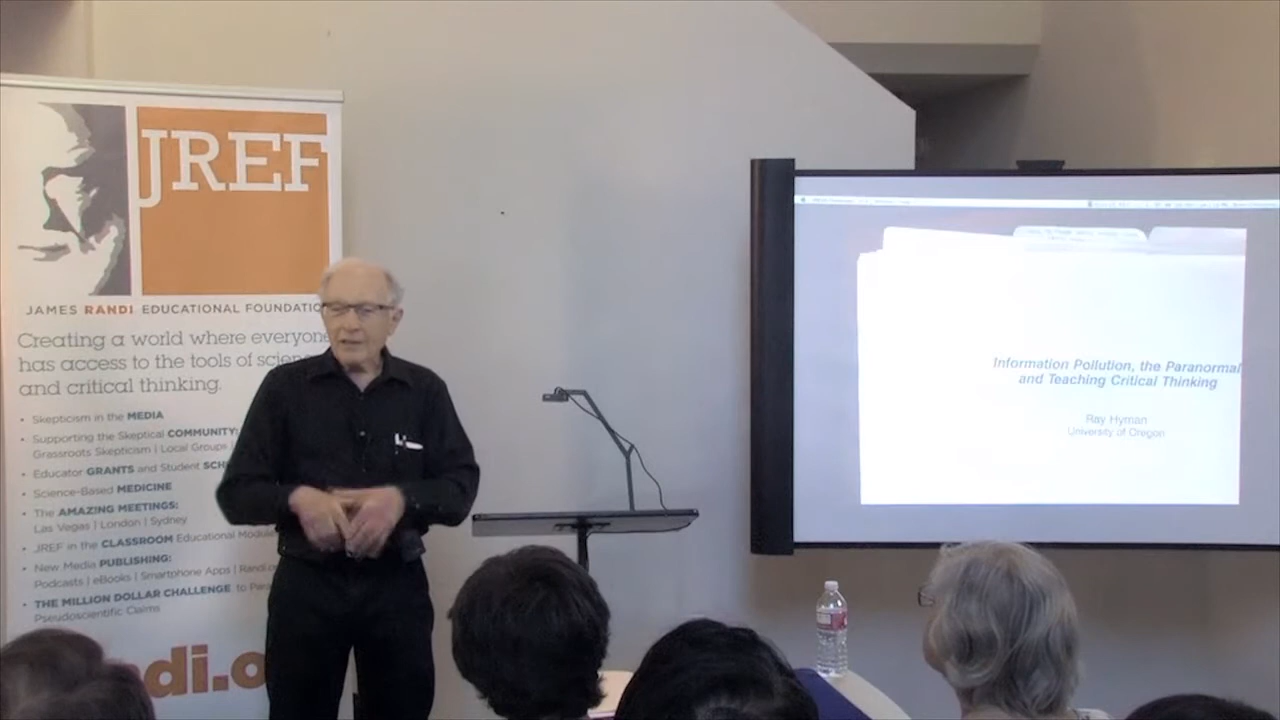 JREF
JAMES RANDI EDUCATIONAL FOUNDATIO
Creating a world where everyone
has access to the tools of scien
and critical thinking.
• Skepticism in the MEDIA
• Supporting the Skeptical COMMUNITY:
Grassroots Skepticism | Local Groups |
• Educator GRANTS and Student SCH
• Science-Based MEDICINE
• The AMAZING MEETINGS:
Las Vegas | London | Sydney
• JREF in the CLASSROOM Educational Module
• New Media PUBLISHING:
Podcasts | eBooks | Smartphone Apps | Randi.o
• THE MILLION DOLLAR CHALLENGE to Para
Pseudoscientific Claims
ndi.o
Information Pollution, the Paranormal
and Teaching Critical Thinking
Ray Hyman
University of Oregon